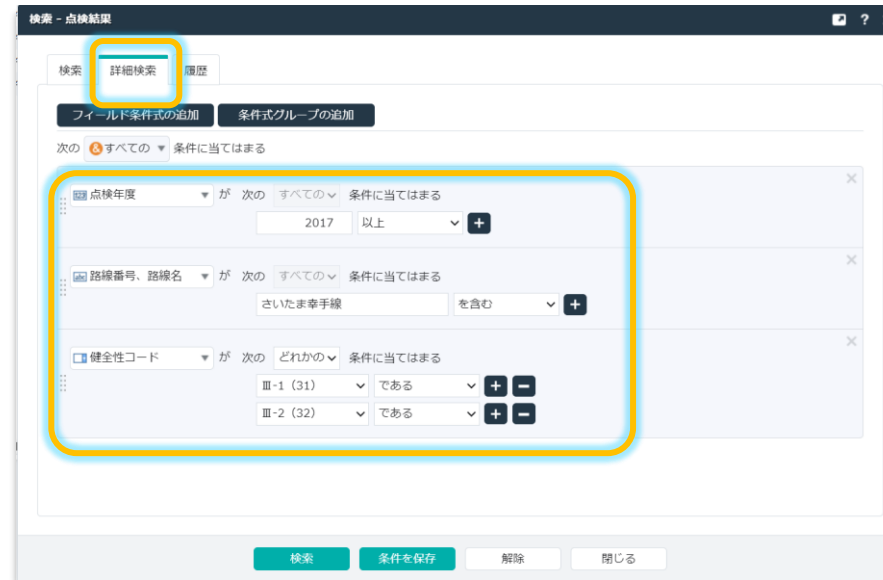 検索 - 点検結果 ?
検索 詳細検索 履歴
フィールド条件式の追加 条件式グループの追加
次の &すべての 条件に当てはまる
点検年度 が 次の すべての 条件に当てはまる
2017 以上 +
路線番号、路線名 が 次の すべての 条件に当てはまる
さいたま幸手線 を含む +
健全性コード が 次の どれかの 条件に当てはまる
Ⅲ-1（31） である + −
Ⅲ-2（32） である + −
検索 条件を保存 解除 閉じる